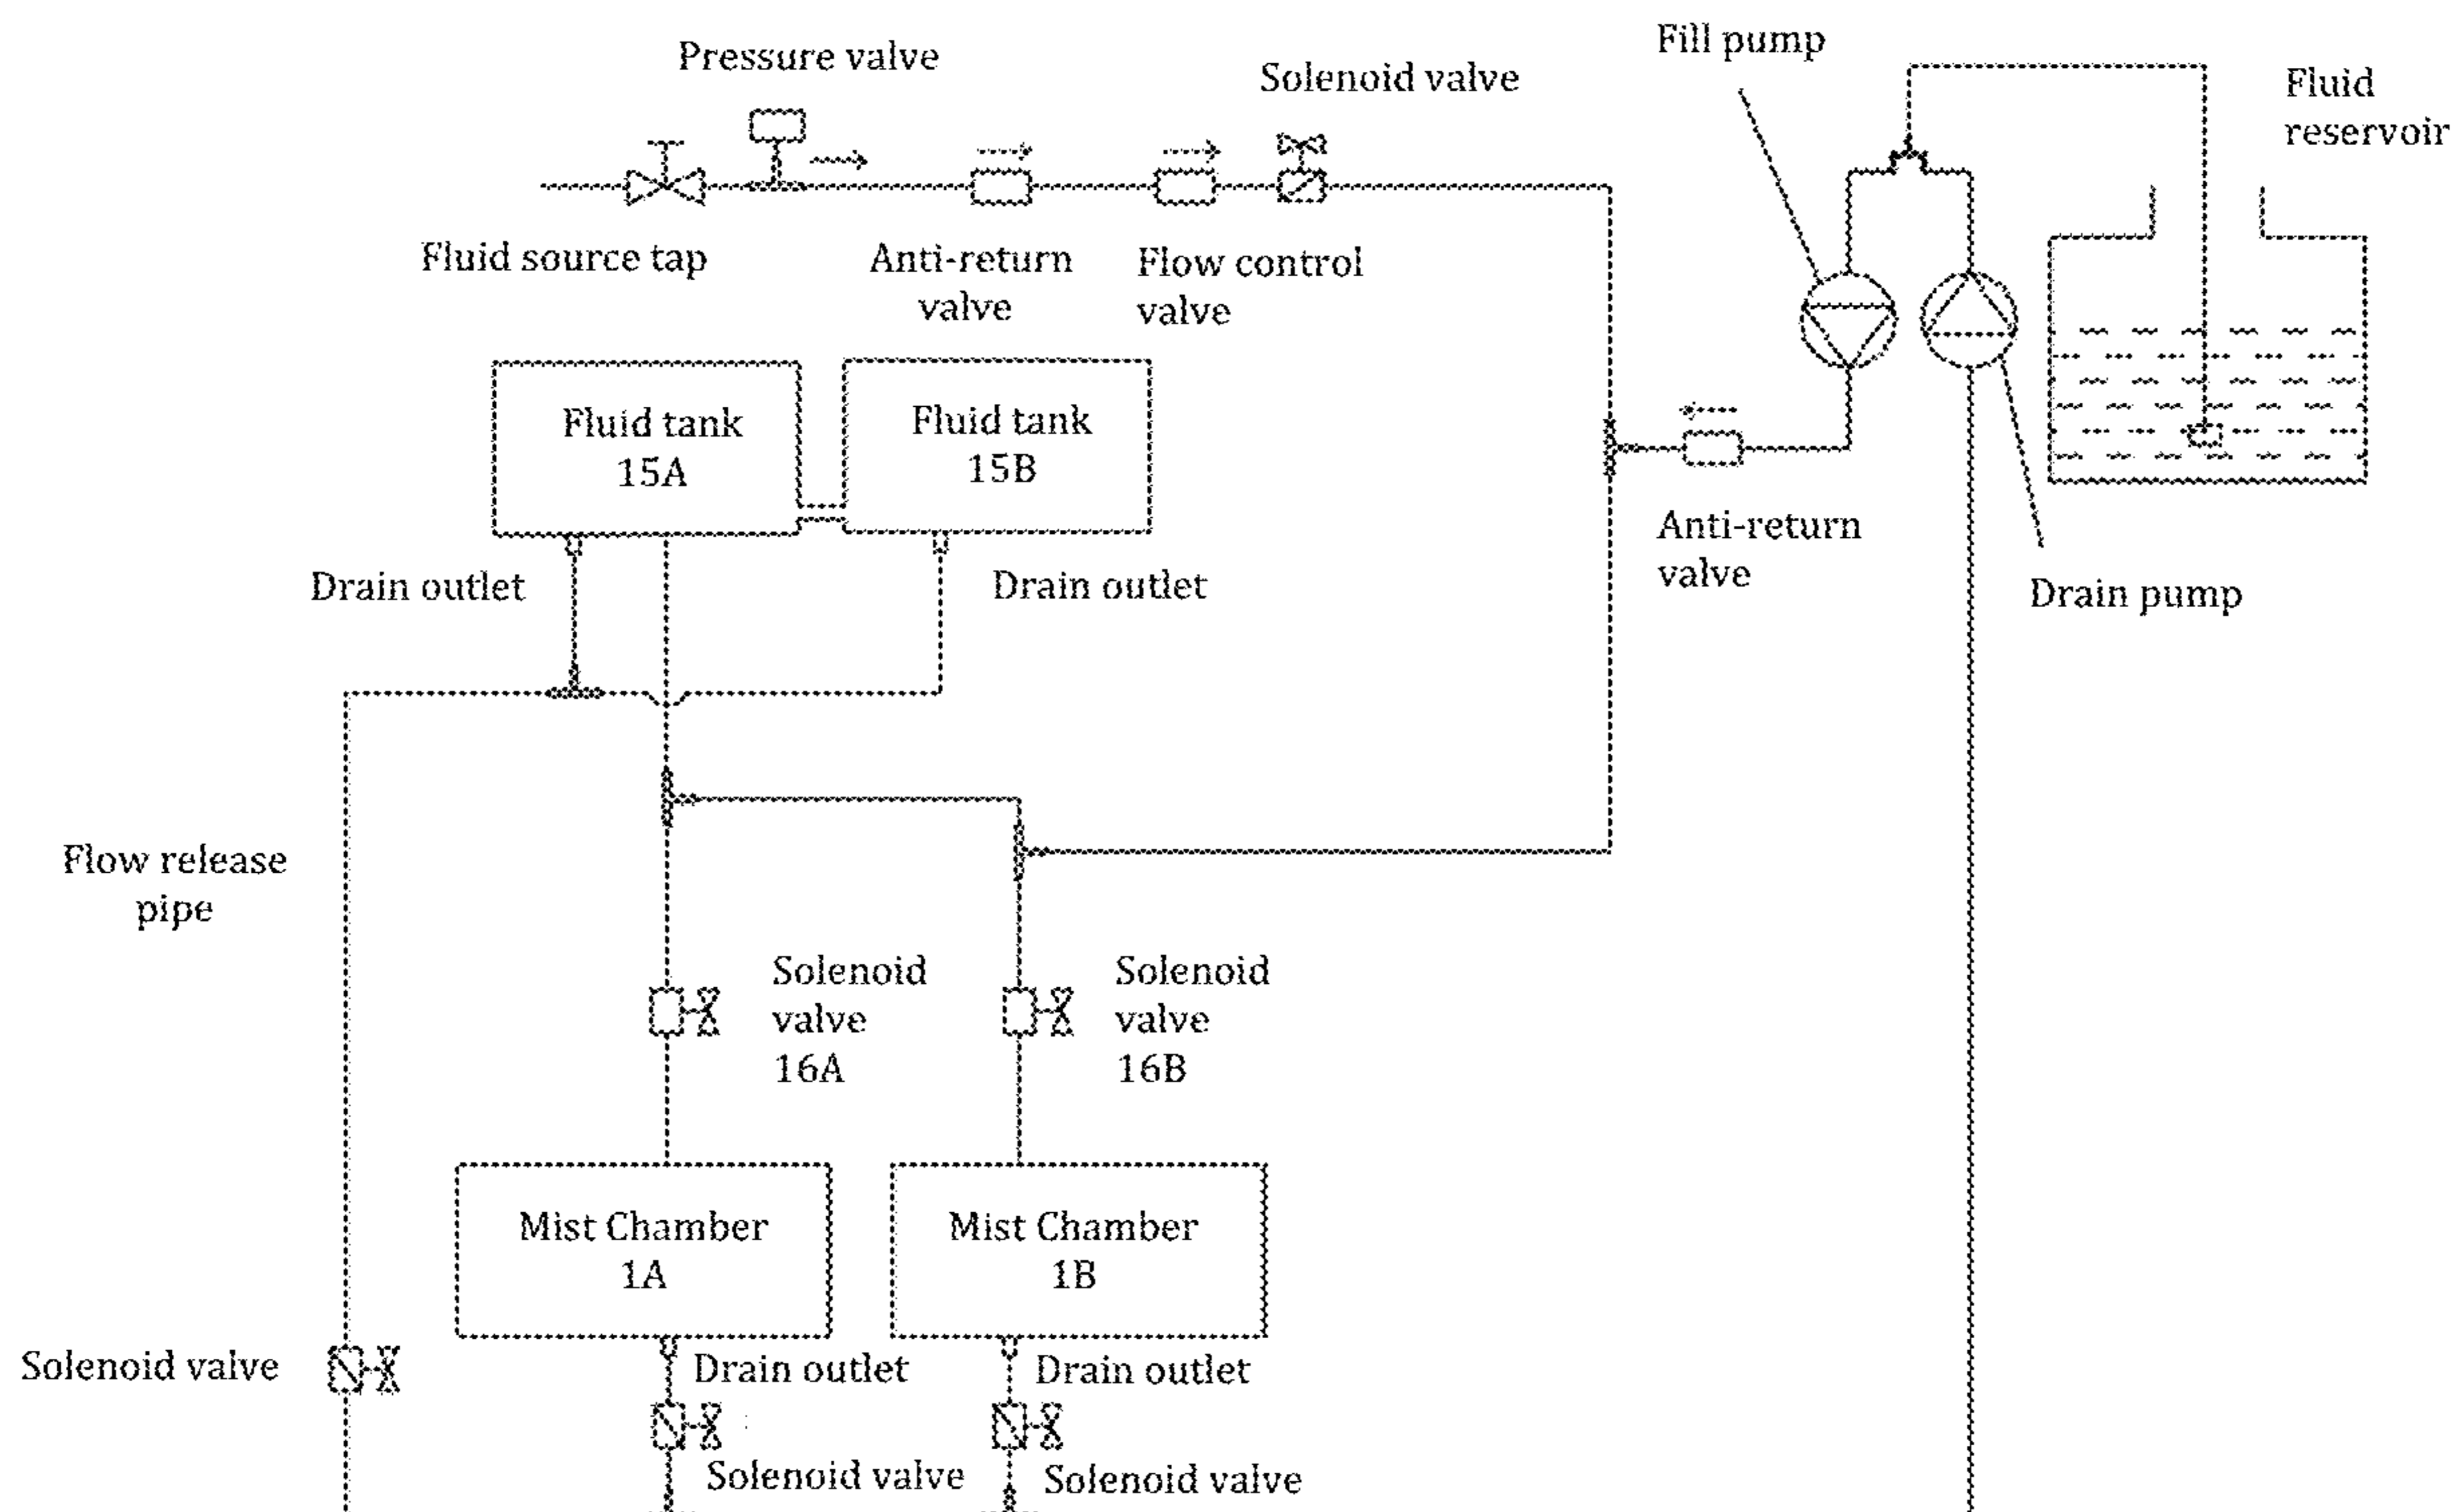 Pressure valve
Solenoid valve
Fill pump
Fluid
reservoir
Fluid source tap
Anti-return
valve
Flow control
valve
Fluid tank
15A
Fluid tank
15B
Anti-return
valve
Drain pump
Drain outlet
Drain outlet
Flow release
pipe
Solenoid
valve
16A
Solenoid
valve
16B
Mist Chamber
1A
Mist Chamber
1B
Solenoid valve
Drain outlet
Drain outlet
Solenoid valve
Solenoid valve